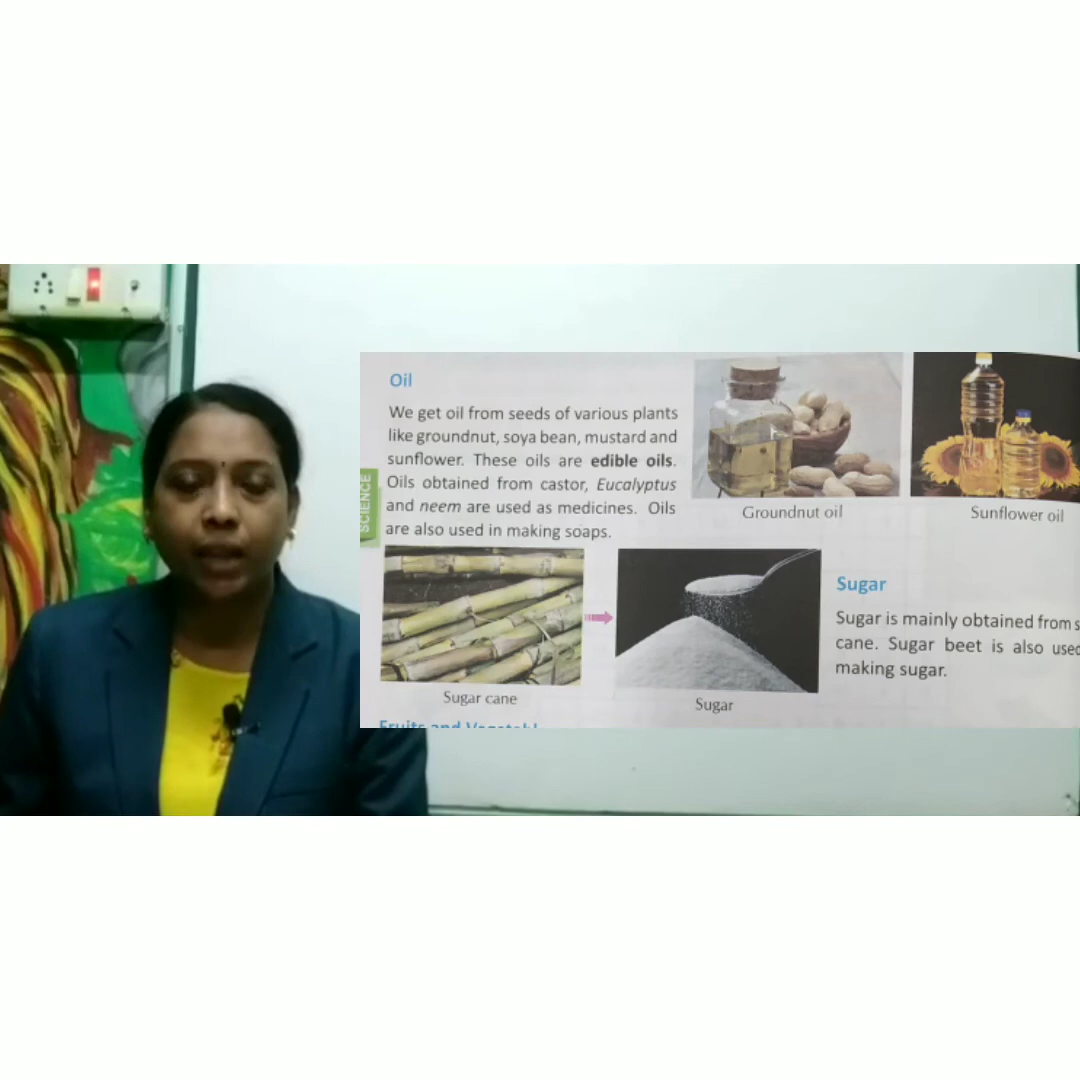 Oil
We get oil from seeds of various plants
like groundnut, soya bean, mustard and
sunflower. These oils are edible oils.
Oils obtained from castor, Eucalyptus
and neem are used as medicines. Oils
are also used in making soaps.
SCIENCE
Groundnut oil
Sunflower oil
Sugar cane
Sugar
Sugar
Sugar is mainly obtained from s
cane. Sugar beet is also used
making sugar.
Fruits and